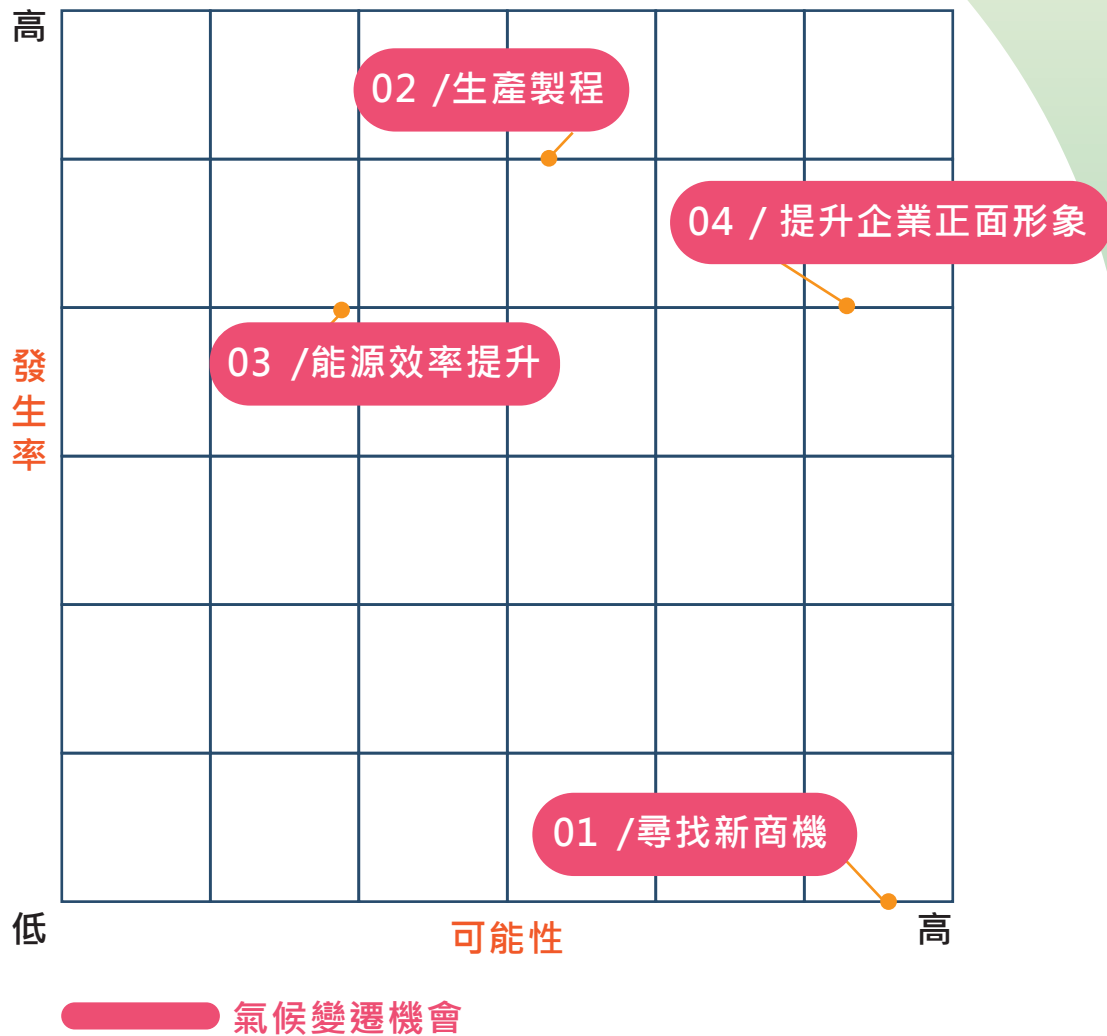 高
02 /生產製程
04 / 提升企業正面形象
03 /能源效率提升
發生率
01 /尋找新商機
低
可能性
高
氣候變遷機會